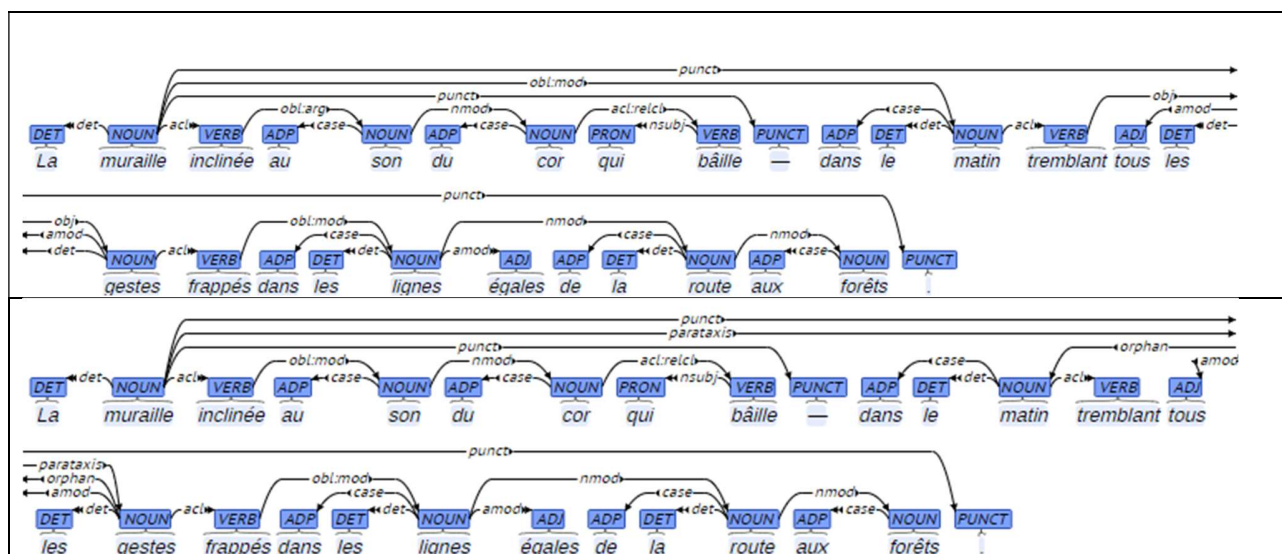 punct
obl:mod
punct obj
obl:arg nmod acl:relcl case amod
det acl case case nsubj det acl det
DET NOUN VERB ADP NOUN ADP NOUN PRON VERB PUNCT ADP DET NOUN VERB ADJ DET
La muraille inclinée au son du cor qui bâille — dans le matin tremblant tous les
punct
obj obl:mod nmod
amod case case nmod
det acl det amod det case
NOUN VERB ADP DET NOUN ADJ ADP DET NOUN ADP NOUN PUNCT
gestes frappés dans les lignes égales de la route aux forêts .
punct
parataxis
punct orphan
obl:mod nmod acl:relcl case amod
det acl case case nsubj det acl
DET NOUN VERB ADP NOUN ADP NOUN PRON VERB PUNCT ADP DET NOUN VERB ADJ
La muraille inclinée au son du cor qui bâille — dans le matin tremblant tous
punct
parataxis
orphan obl:mod nmod
amod case case nmod
det acl det amod det case
DET NOUN VERB ADP DET NOUN ADJ ADP DET NOUN ADP NOUN PUNCT
les gestes frappés dans les lignes égales de la route aux forêts .